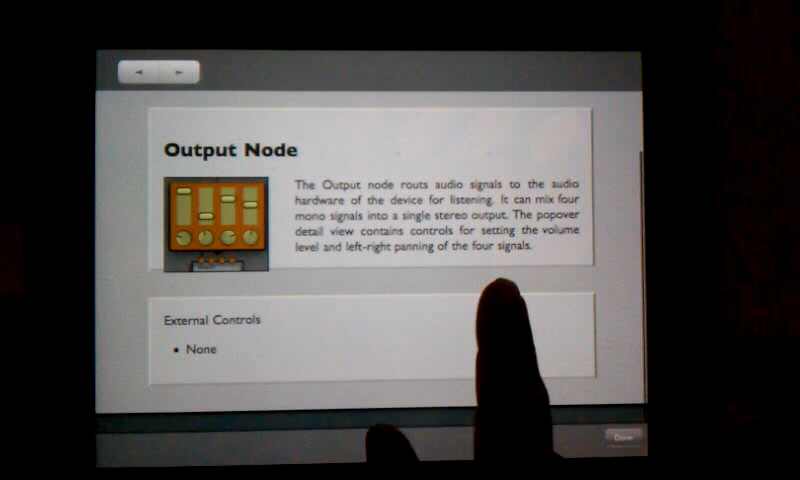 Output Node
The Output node routs audio signals to the audio
hardware of the device for listening. It can mix four
mono signals into a single stereo output. The popover
detail view contains controls for setting the volume
level and left-right panning of the four signals.
External Controls
• None
Done